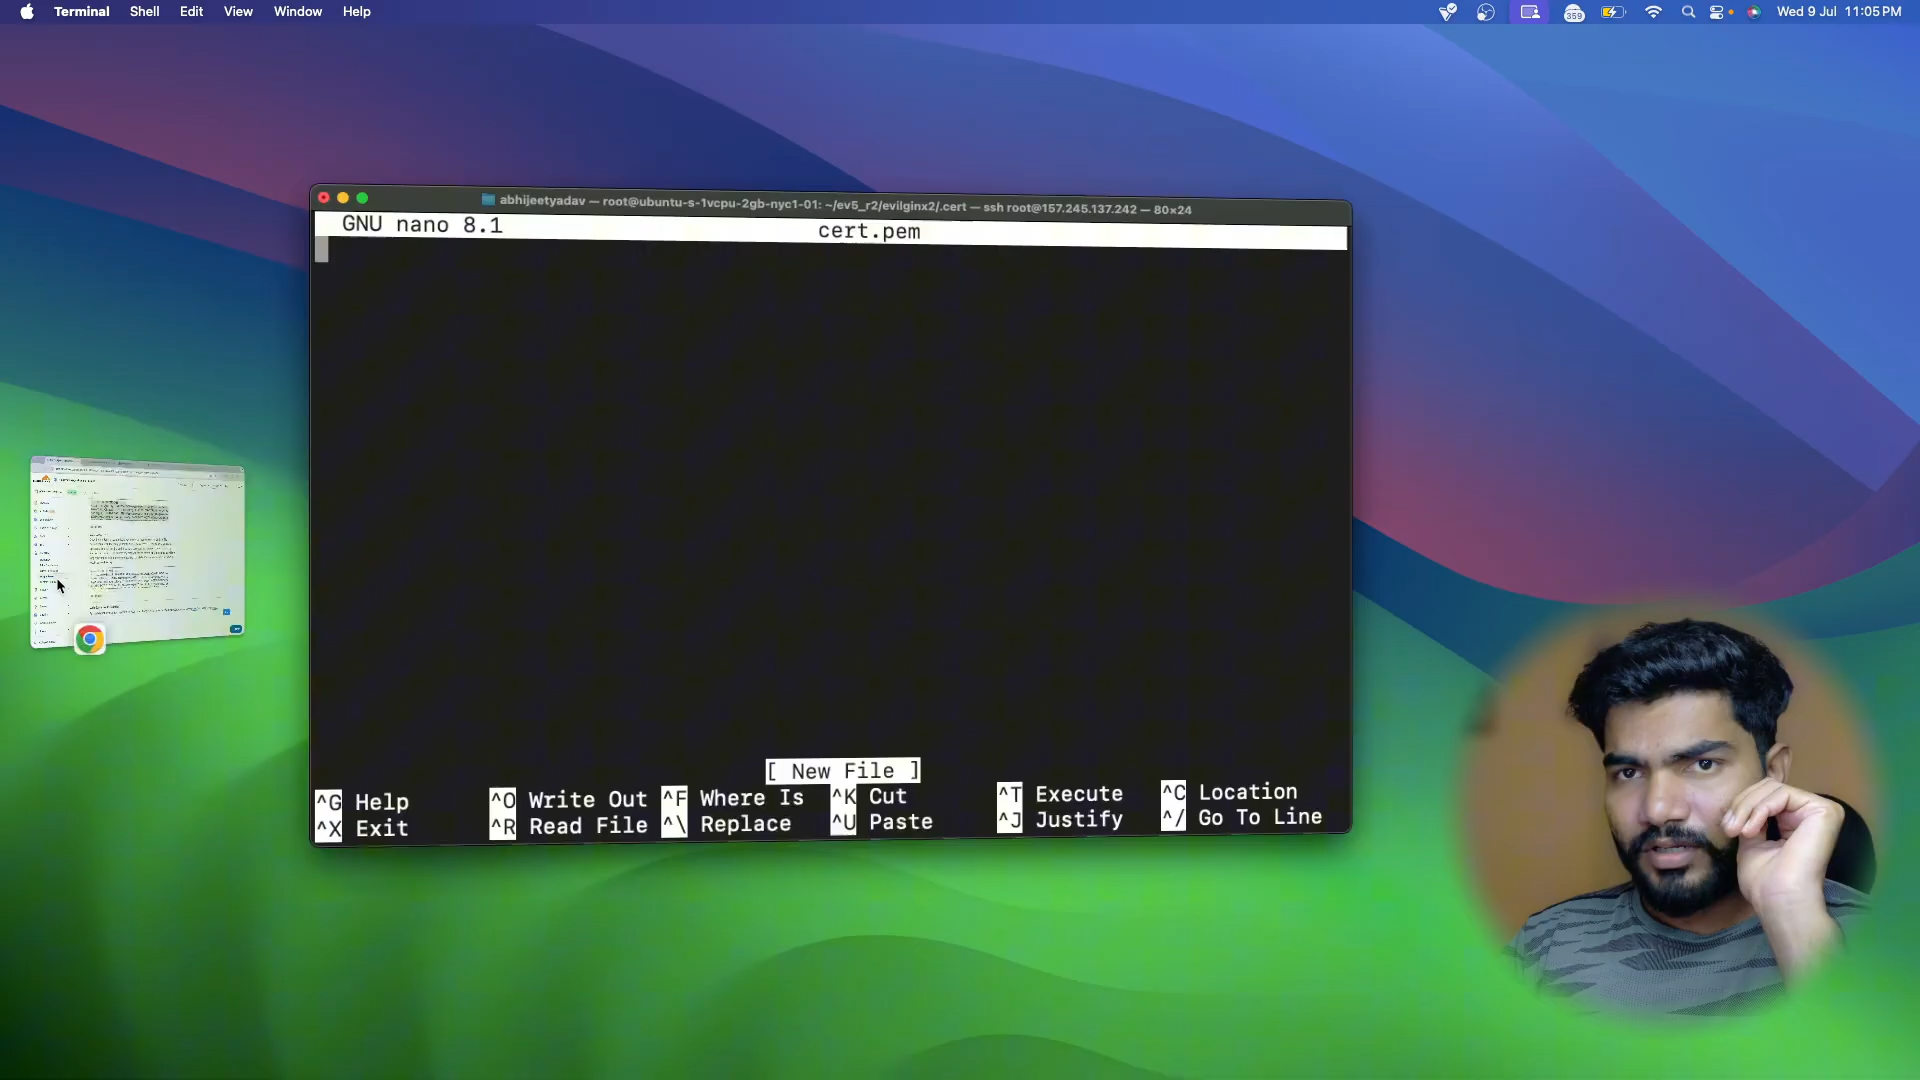 Terminal Shell Edit View Window Help
359
Wed 9 Jul 11:05 PM
abhijeetyadav — root@ubuntu-s-1vcpu-2gb-nyc1-01: ~/ev5_r2/evilginx2/.cert — ssh root@157.245.137.242 — 80×24
GNU nano 8.1 cert.pem
[ New File ]
^G Help ^O Write Out ^F Where Is ^K Cut ^T Execute ^C Location
^X Exit ^R Read File ^\ Replace ^U Paste ^J Justify ^/ Go To Line